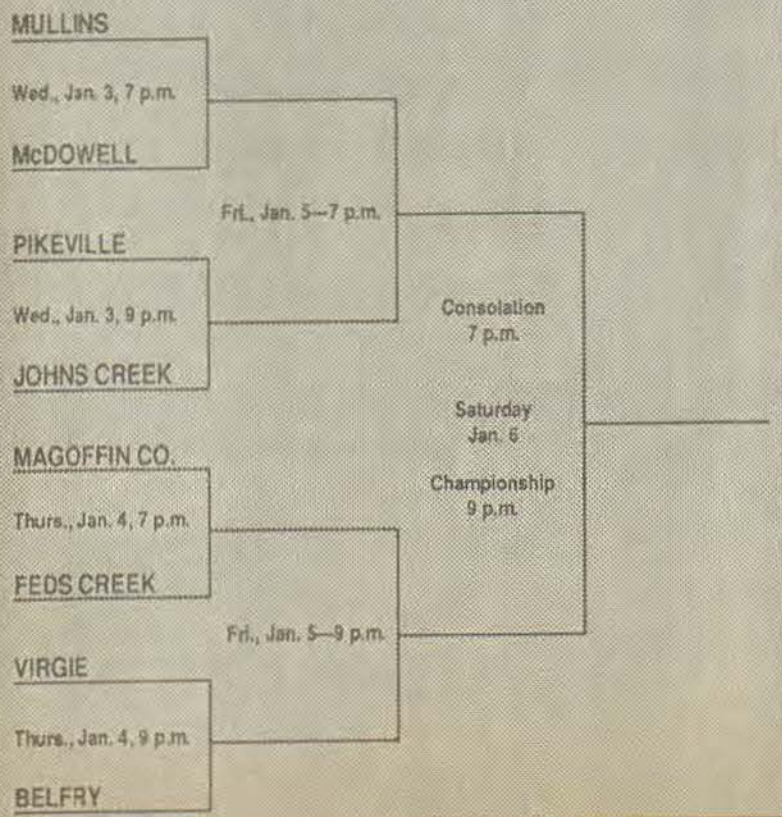 MULLINS
Wed., Jan. 3, 7 p.m.
McDOWELL
Fri., Jan. 5—7 p.m.
PIKEVILLE
Wed., Jan. 3, 9 p.m.
JOHNS CREEK
Consolation
7 p.m.
Saturday
Jan. 6
Championship
9 p.m.
MAGOFFIN CO.
Thurs., Jan. 4, 7 p.m.
FEDS CREEK
Fri., Jan. 5—9 p.m.
VIRGIE
Thurs., Jan. 4, 9 p.m.
BELFRY